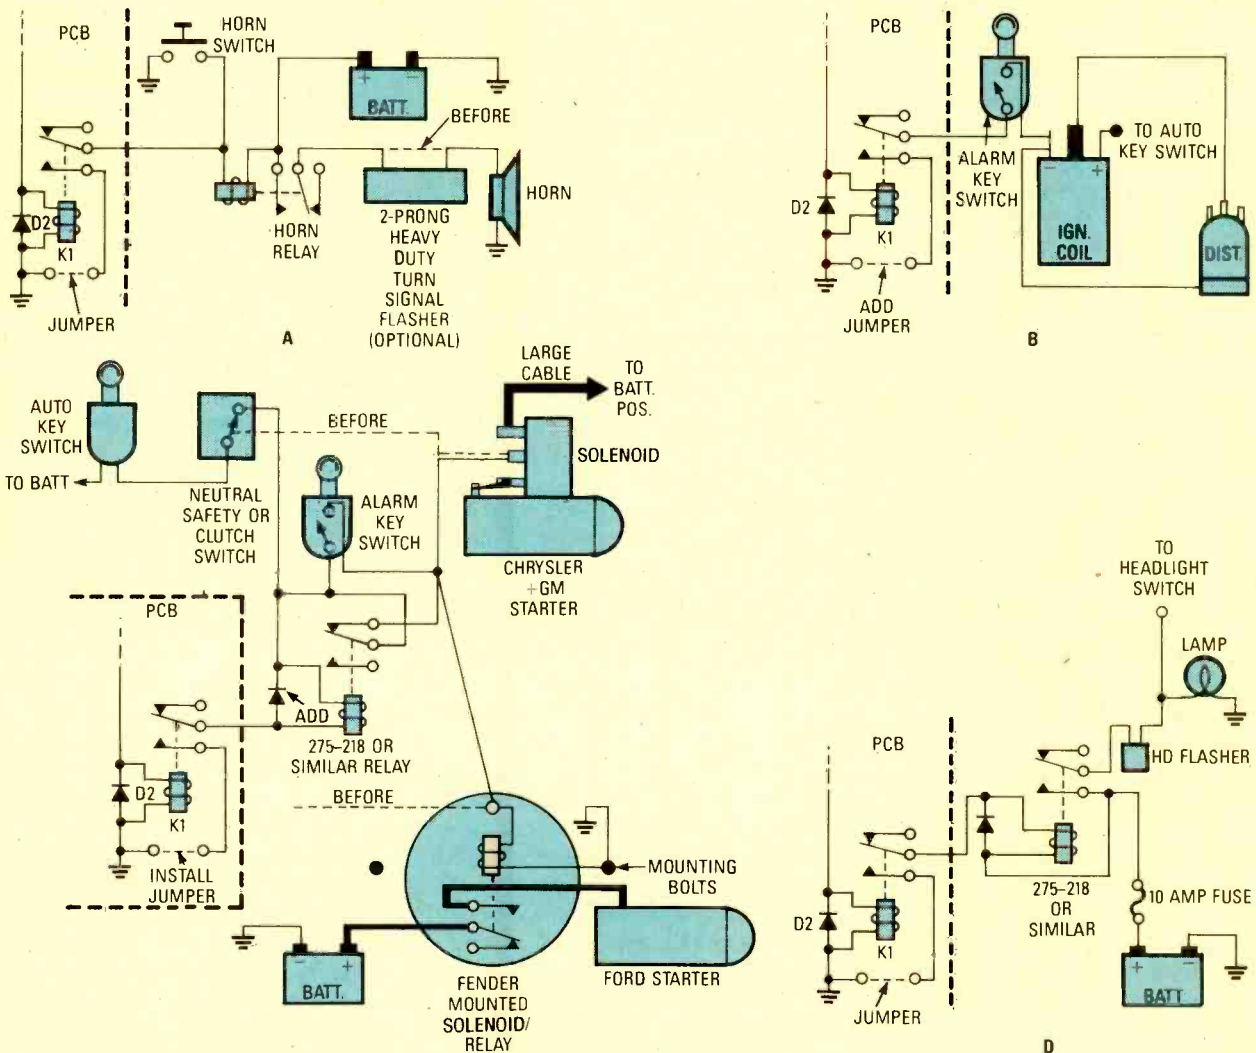 PCB
HORN
SWITCH
+
−
BATT.
BEFORE
D2
K1
JUMPER
HORN
RELAY
2-PRONG
HEAVY
DUTY
TURN
SIGNAL
FLASHER
(OPTIONAL)
HORN
A
PCB
D2
K1
ADD
JUMPER
ALARM
KEY
SWITCH
TO AUTO
KEY SWITCH
−
+
IGN.
COIL
DIST.
B
AUTO
KEY
SWITCH
TO BATT
NEUTRAL
SAFETY OR
CLUTCH
SWITCH
BEFORE
LARGE
CABLE
TO
BATT.
POS.
SOLENOID
ALARM
KEY
SWITCH
CHRYSLER
+GM
STARTER
PCB
ADD
275-218 OR
SIMILAR RELAY
D2
K1
INSTALL
JUMPER
BEFORE
MOUNTING
BOLTS
−
+
BATT.
FENDER
MOUNTED
SOLENOID/
RELAY
FORD STARTER
TO
HEADLIGHT
SWITCH
LAMP
PCB
HD FLASHER
D2
K1
JUMPER
275-218
OR
SIMILAR
10 AMP FUSE
+
−
BATT
D